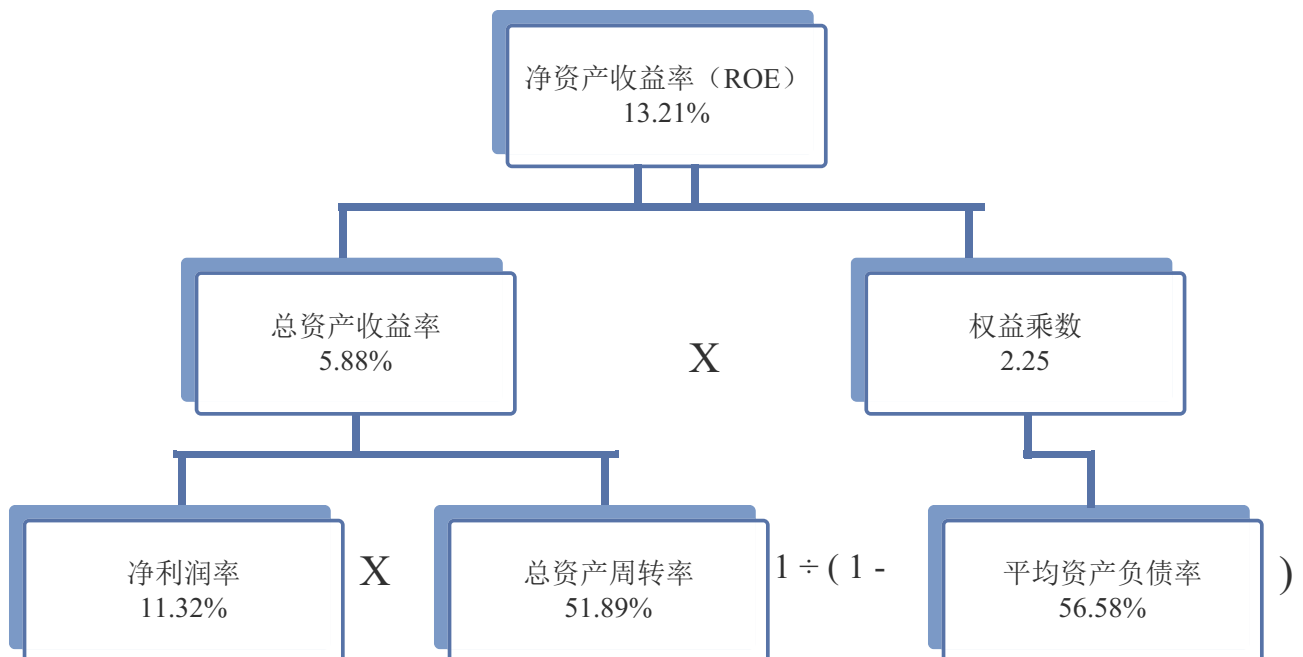 净资产收益率（ROE）
13.21%
总资产收益率
5.88%
X
权益乘数
2.25
净利润率
11.32%
X
总资产周转率
51.89%
1 ÷ ( 1 -
平均资产负债率
56.58%
)